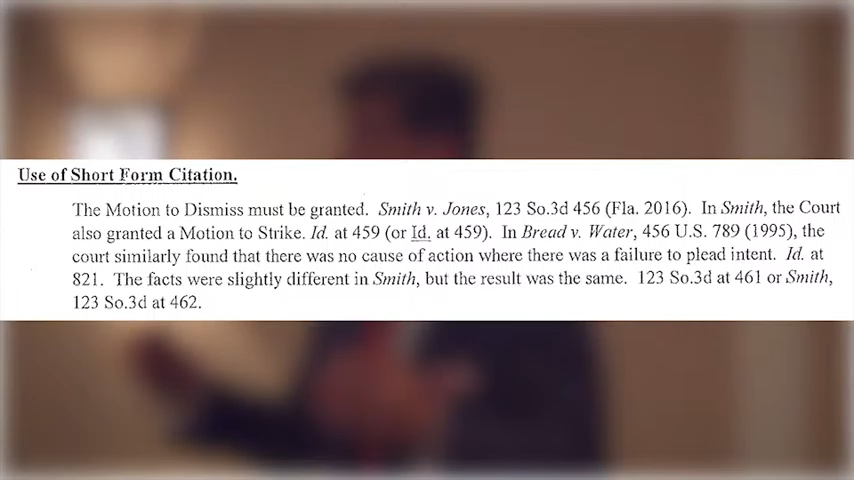 Use of Short Form Citation.
The Motion to Dismiss must be granted. Smith v. Jones, 123 So.3d 456 (Fla. 2016). In Smith, the Court
also granted a Motion to Strike. Id. at 459 (or Id. at 459). In Bread v. Water, 456 U.S. 789 (1995), the
court similarly found that there was no cause of action where there was a failure to plead intent. Id. at
821. The facts were slightly different in Smith, but the result was the same. 123 So.3d at 461 or Smith,
123 So.3d at 462.